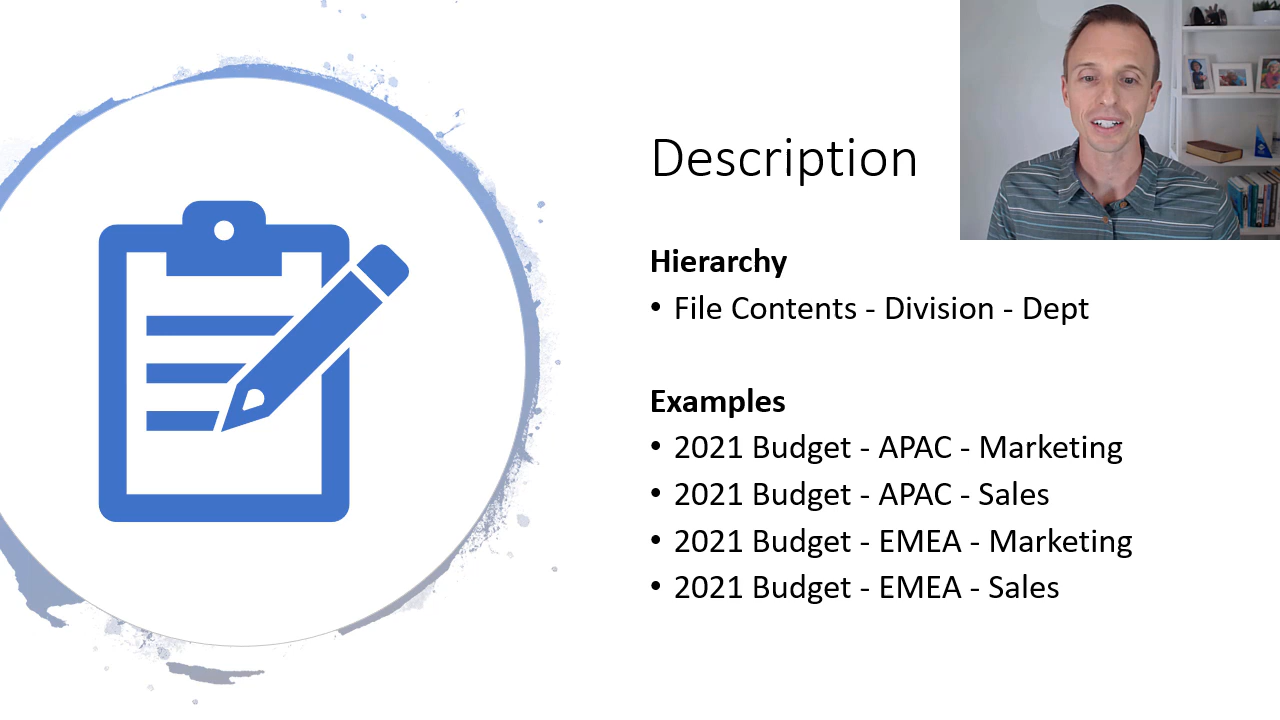 Description
Hierarchy
• File Contents - Division - Dept
Examples
• 2021 Budget - APAC - Marketing
• 2021 Budget - APAC - Sales
• 2021 Budget - EMEA - Marketing
• 2021 Budget - EMEA - Sales